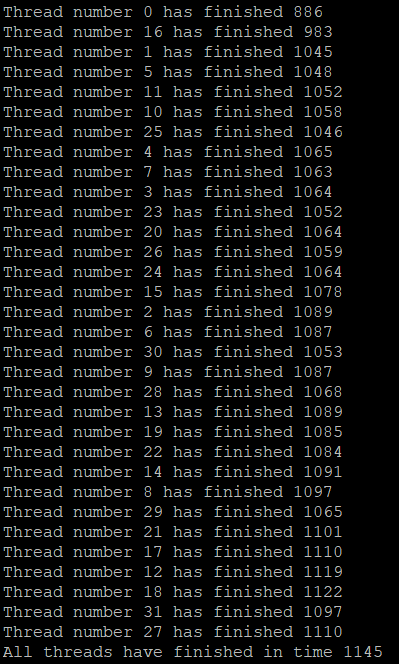 Thread number 0 has finished 886
Thread number 16 has finished 983
Thread number 1 has finished 1045
Thread number 5 has finished 1048
Thread number 11 has finished 1052
Thread number 10 has finished 1058
Thread number 25 has finished 1046
Thread number 4 has finished 1065
Thread number 7 has finished 1063
Thread number 3 has finished 1064
Thread number 23 has finished 1052
Thread number 20 has finished 1064
Thread number 26 has finished 1059
Thread number 24 has finished 1064
Thread number 15 has finished 1078
Thread number 2 has finished 1089
Thread number 6 has finished 1087
Thread number 30 has finished 1053
Thread number 9 has finished 1087
Thread number 28 has finished 1068
Thread number 13 has finished 1089
Thread number 19 has finished 1085
Thread number 22 has finished 1084
Thread number 14 has finished 1091
Thread number 8 has finished 1097
Thread number 29 has finished 1065
Thread number 21 has finished 1101
Thread number 17 has finished 1110
Thread number 12 has finished 1119
Thread number 18 has finished 1122
Thread number 31 has finished 1097
Thread number 27 has finished 1110
All threads have finished in time 1145